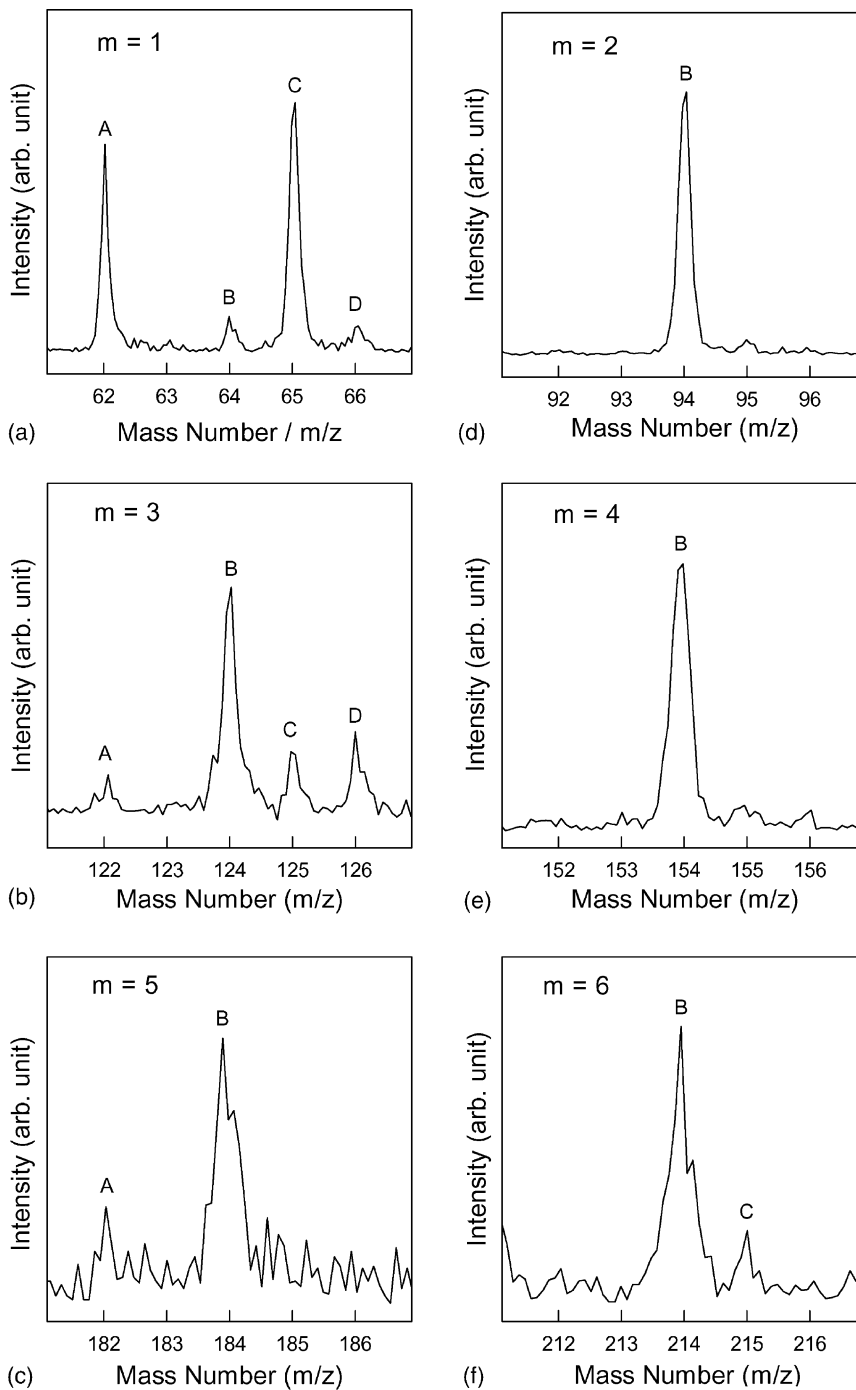 m = 1
A
B
C
D
Intensity (arb. unit)
62 63 64 65 66
(a) Mass Number / m/z
m = 2
B
Intensity (arb. unit)
92 93 94 95 96
(d) Mass Number (m/z)
m = 3
A
B
C
D
Intensity (arb. unit)
122 123 124 125 126
(b) Mass Number (m/z)
m = 4
B
Intensity (arb. unit)
152 153 154 155 156
(e) Mass Number (m/z)
m = 5
A
B
Intensity (arb. unit)
182 183 184 185 186
(c) Mass Number (m/z)
m = 6
B
C
Intensity (arb. unit)
212 213 214 215 216
(f) Mass Number (m/z)